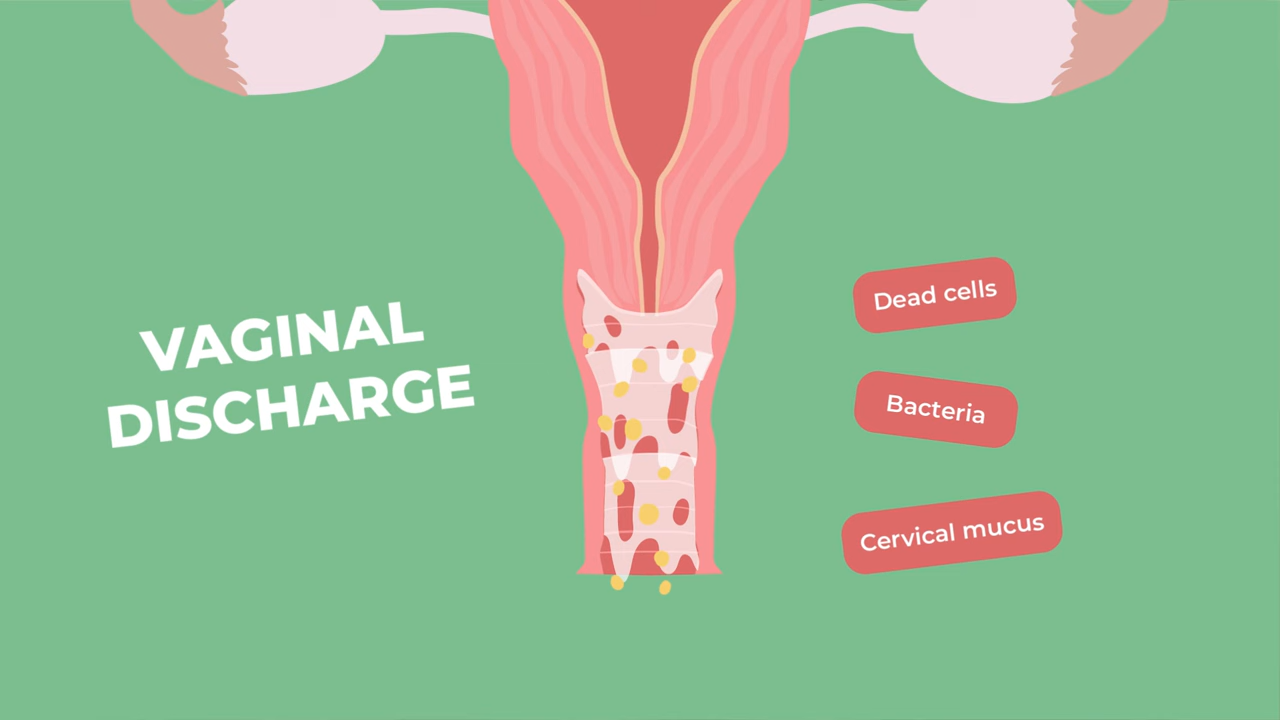 VAGINAL
DISCHARGE
Dead cells
Bacteria
Cervical mucus